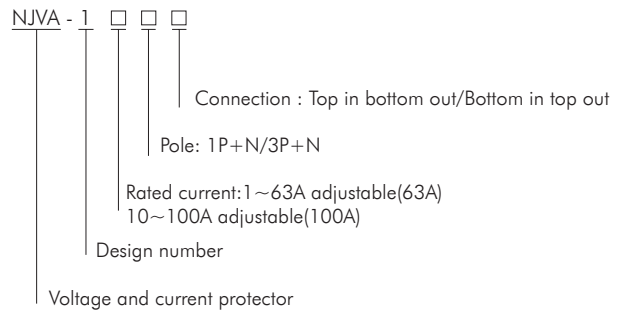 NJVA - 1 □ □ □
Connection : Top in bottom out/Bottom in top out
Pole: 1P+N/3P+N
Rated current:1~63A adjustable(63A)
10~100A adjustable(100A)
Design number
Voltage and current protector